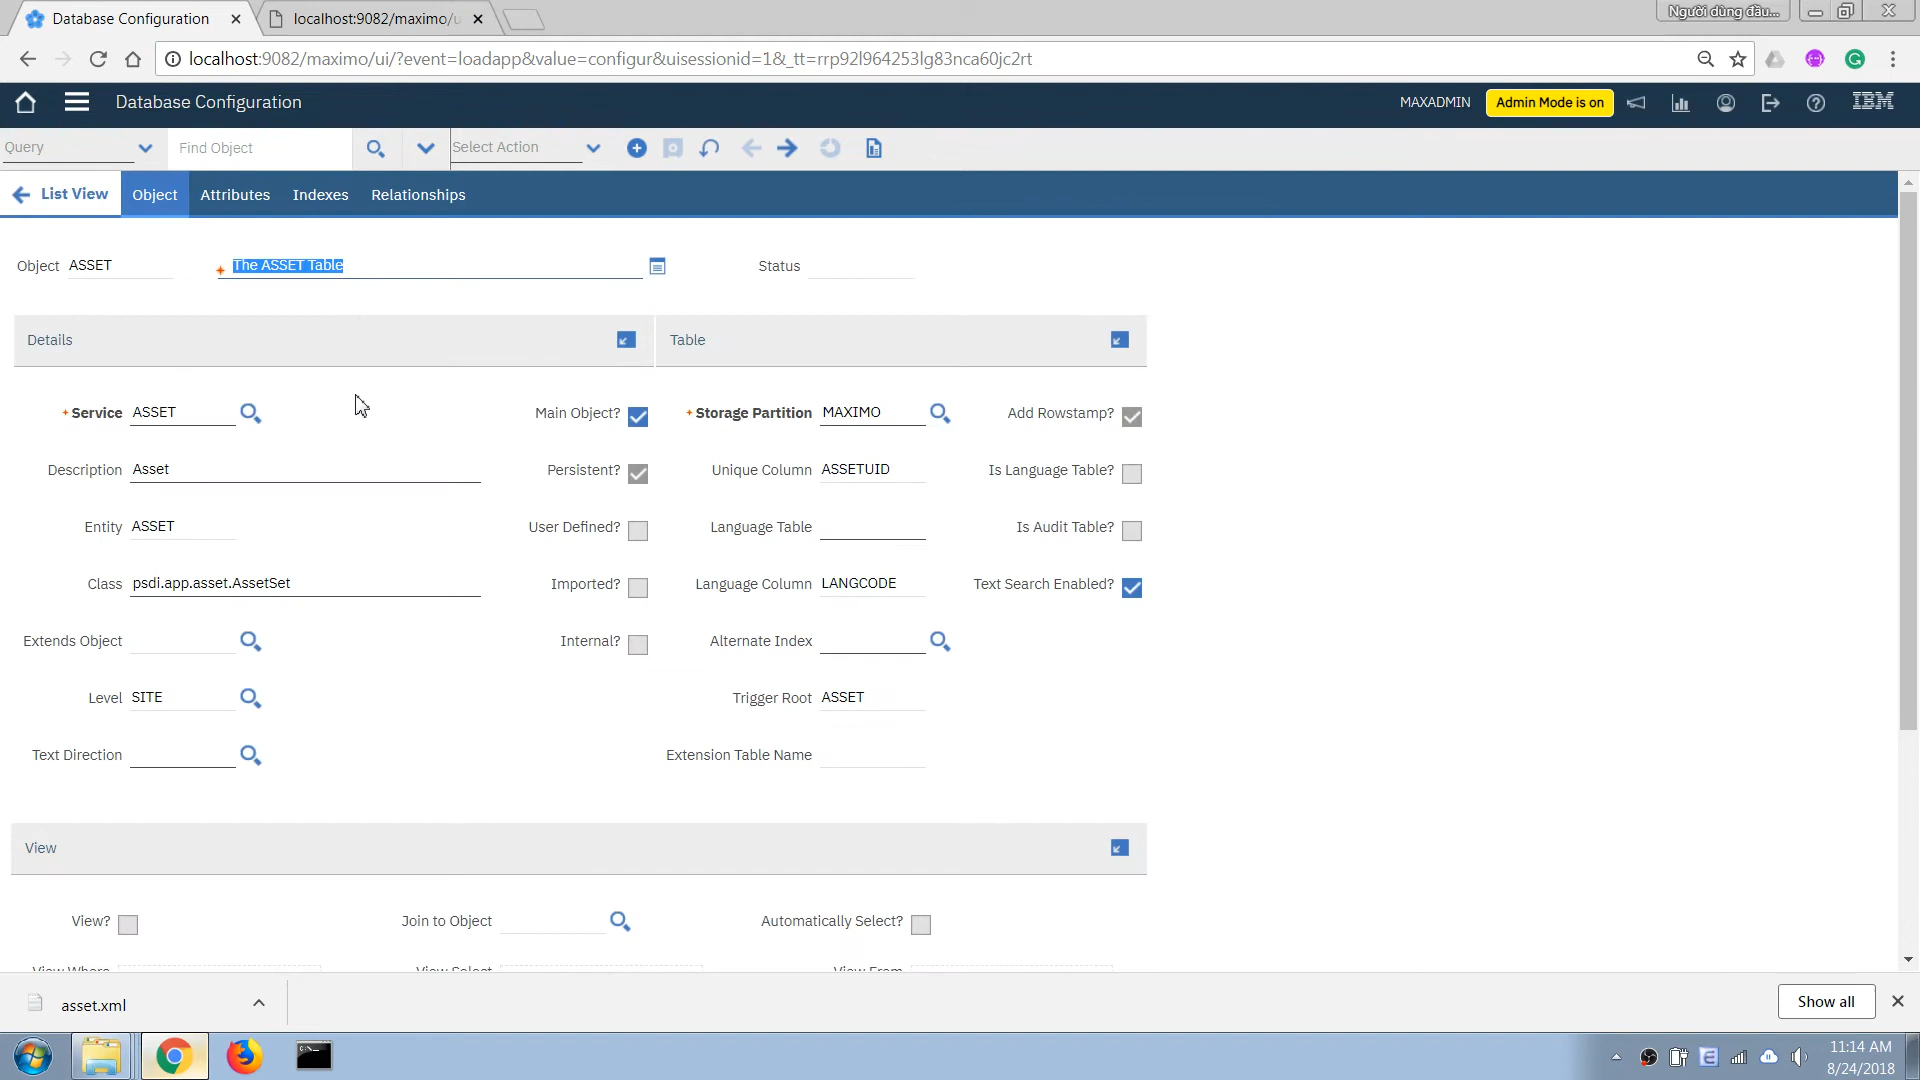 Database Configuration
localhost:9082/maximo/u
Người dùng đầu...
localhost:9082/maximo/ui/?event=loadapp&value=configur&uisessionid=1&_tt=rrp92l964253lg83nca60jc2rt
Database Configuration
MAXADMIN
Admin Mode is on
IBM
Query
Find Object
Select Action
List View
Object
Attributes
Indexes
Relationships
Object ASSET
The ASSET Table
Status
Details
Table
Service ASSET
Main Object?
Storage Partition MAXIMO
Add Rowstamp?
Description Asset
Persistent?
Unique Column ASSETUID
Is Language Table?
Entity ASSET
User Defined?
Language Table
Is Audit Table?
Class psdi.app.asset.AssetSet
Imported?
Language Column LANGCODE
Text Search Enabled?
Extends Object
Internal?
Alternate Index
Level SITE
Trigger Root ASSET
Text Direction
Extension Table Name
View
View?
Join to Object
Automatically Select?
View Where
View Select
View From
asset.xml
Show all
11:14 AM
8/24/2018